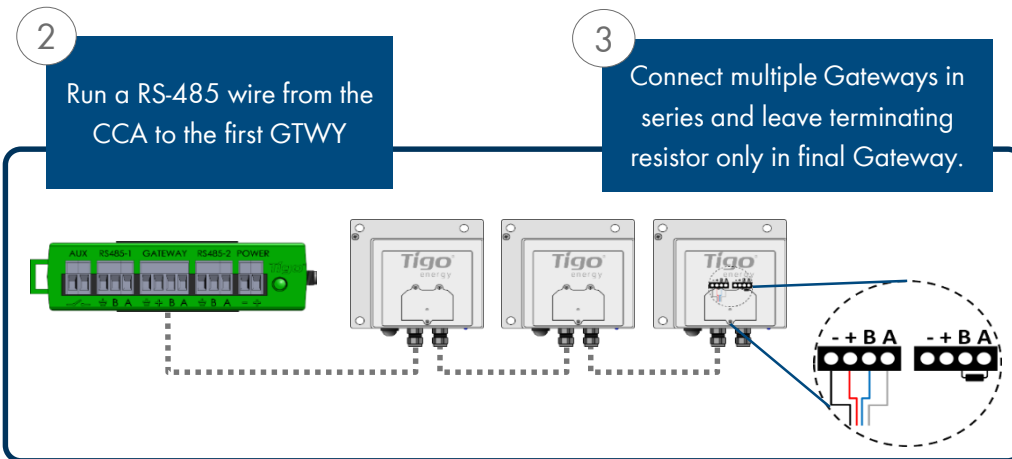 2
Run a RS-485 wire from the
CCA to the first GTWY
3
Connect multiple Gateways in
series and leave terminating
resistor only in final Gateway.
AUX RS485-1 GATEWAY RS485-2 POWER
Tigo
⏚ B A ⏚ + B A ⏚ B A - +
Tigo
energy
Tigo
energy
Tigo
energy
- + B A - + B A